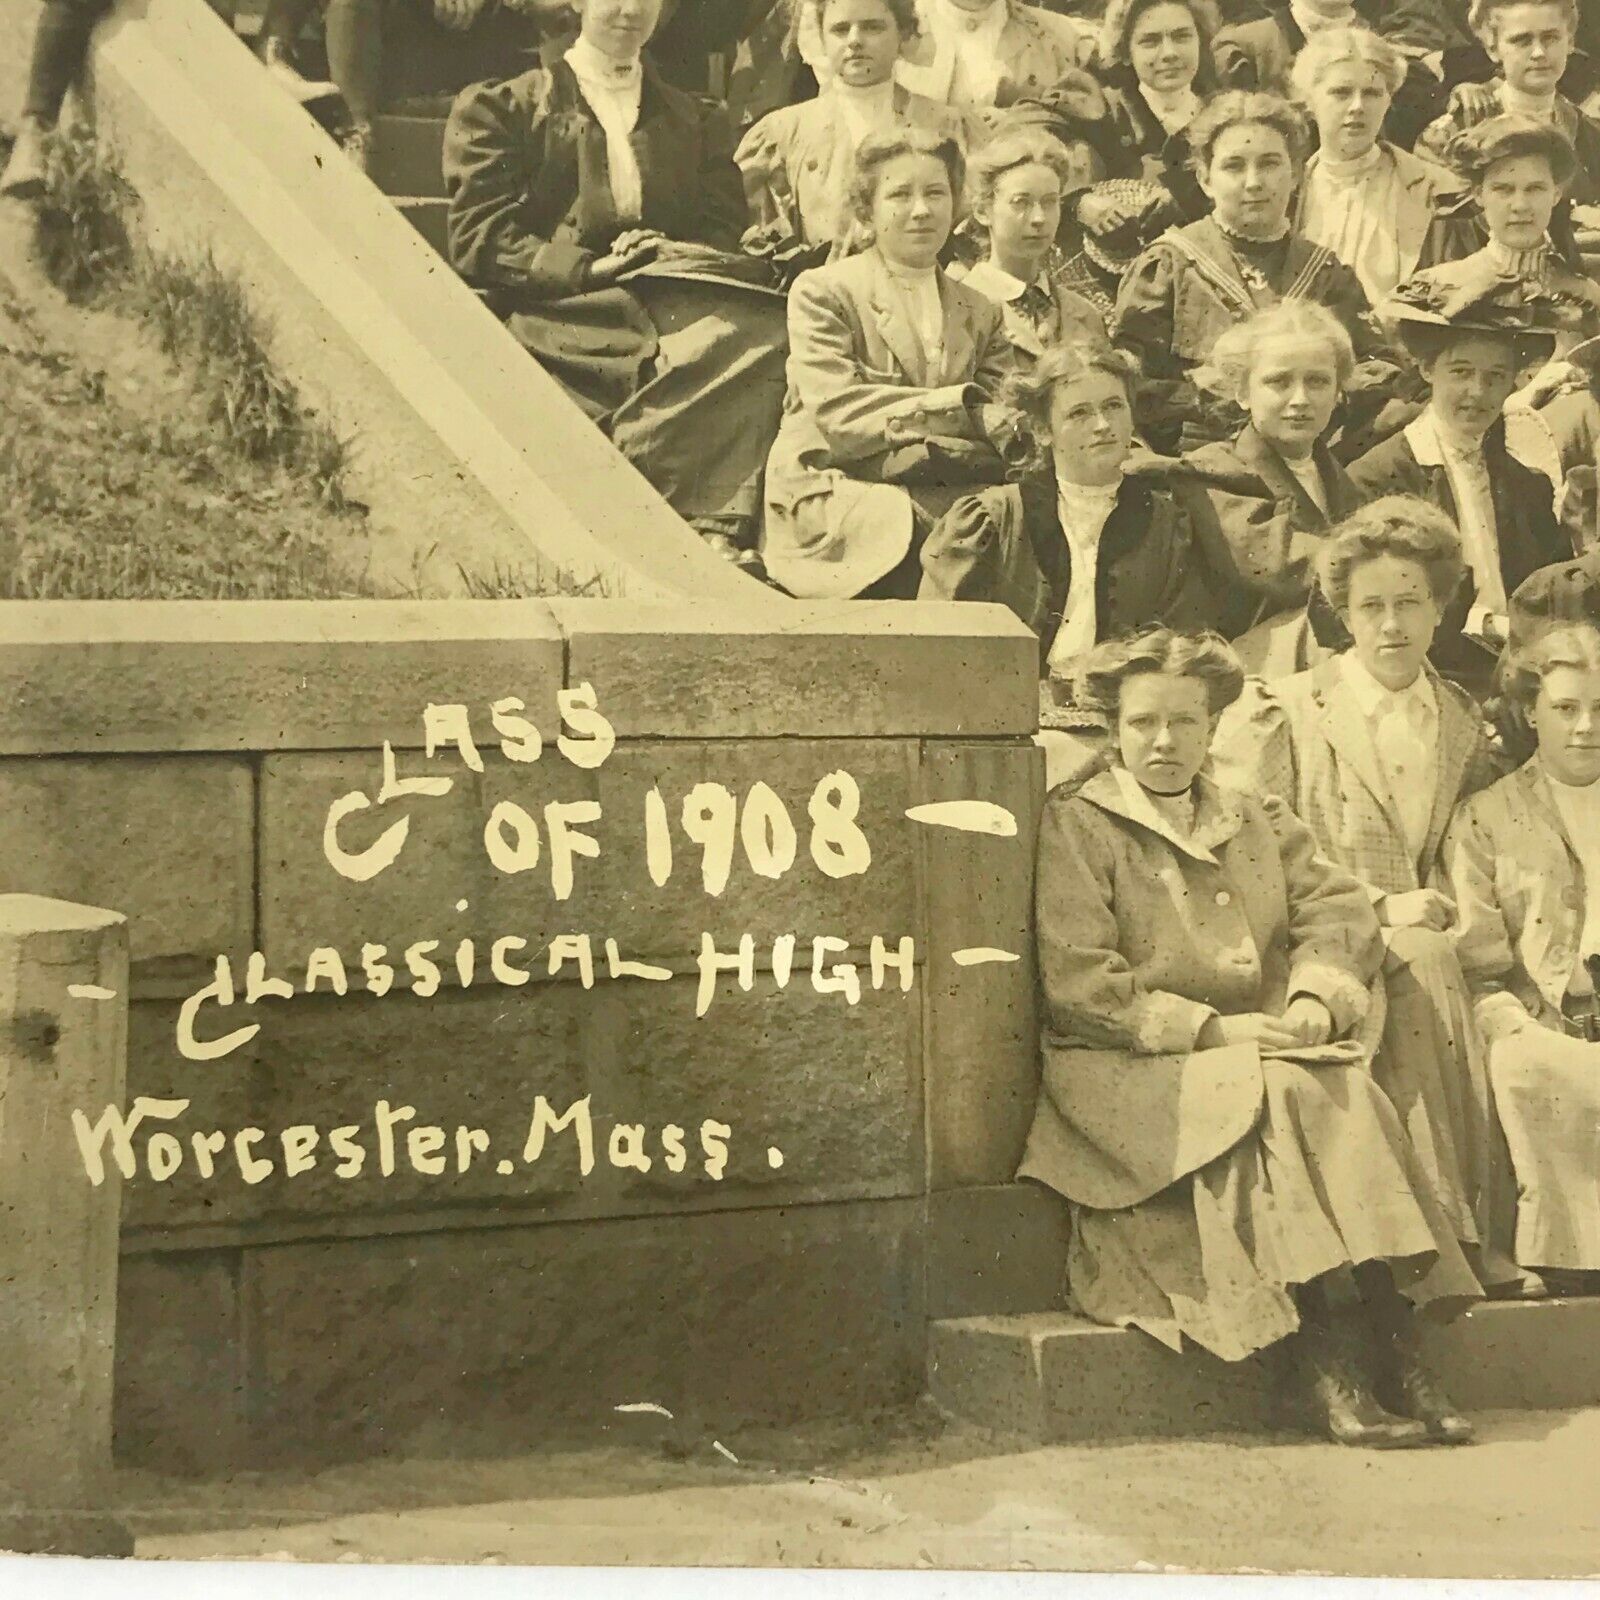 CLASS
OF 1908 —
- CLASSICAL HIGH -
Worcester. Mass.